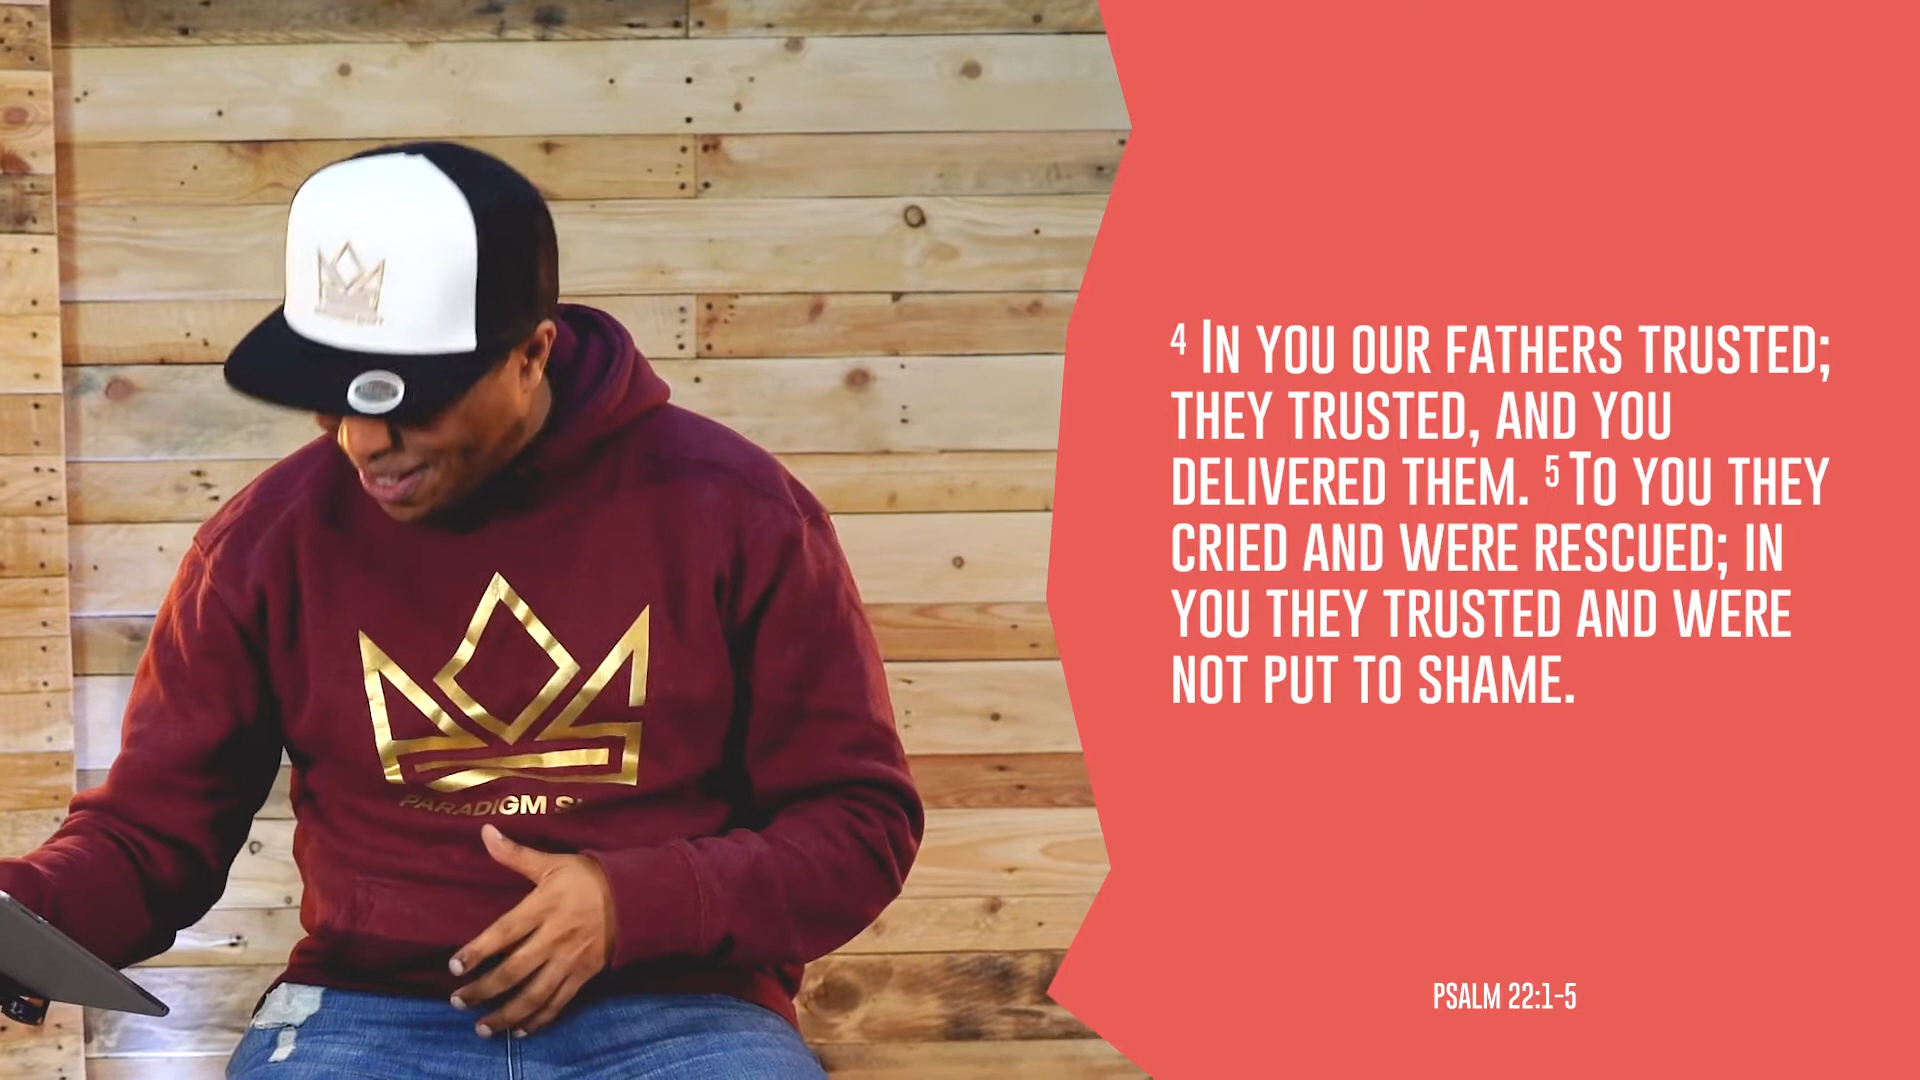 4 IN YOU OUR FATHERS TRUSTED;
THEY TRUSTED, AND YOU
DELIVERED THEM. 5 TO YOU THEY
CRIED AND WERE RESCUED; IN
YOU THEY TRUSTED AND WERE
NOT PUT TO SHAME.
PSALM 22:1-5
PARADIGM